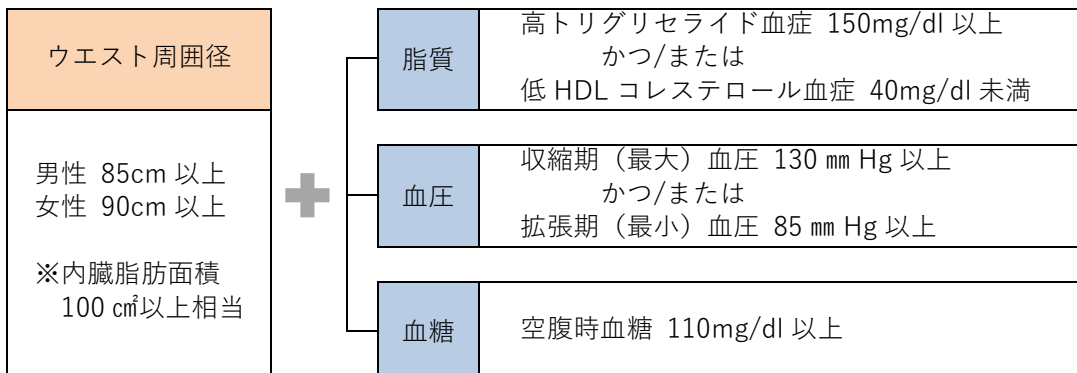 ウエスト周囲径
男性 85cm 以上
女性 90cm 以上
※内臓脂肪面積
100 ㎠以上相当
脂質
高トリグリセライド血症 150mg/dl 以上
かつ/または
低 HDL コレステロール血症 40mg/dl 未満
血圧
収縮期（最大）血圧 130 ㎜ Hg 以上
かつ/または
拡張期（最小）血圧 85 ㎜ Hg 以上
血糖
空腹時血糖 110mg/dl 以上